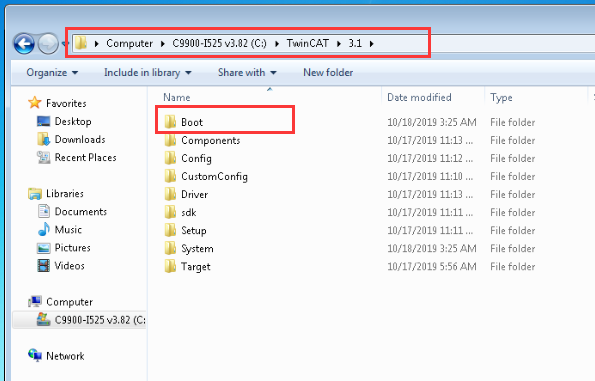 Computer C9900-I525 v3.82 (C:) TwinCAT 3.1
Organize Include in library Share with New folder
Favorites
Desktop
Downloads
Recent Places
Libraries
Documents
Music
Pictures
Videos
Computer
C9900-I525 v3.82 (C:
Network
Name Date modified Type
Boot 10/18/2019 3:25 AM File folder
Components 10/17/2019 11:13 ... File folder
Config 10/17/2019 11:12 ... File folder
CustomConfig 10/17/2019 11:10 ... File folder
Driver 10/17/2019 11:13 ... File folder
sdk 10/17/2019 11:11 ... File folder
Setup 10/17/2019 11:11 ... File folder
System 10/18/2019 3:25 AM File folder
Target 10/17/2019 5:56 AM File folder